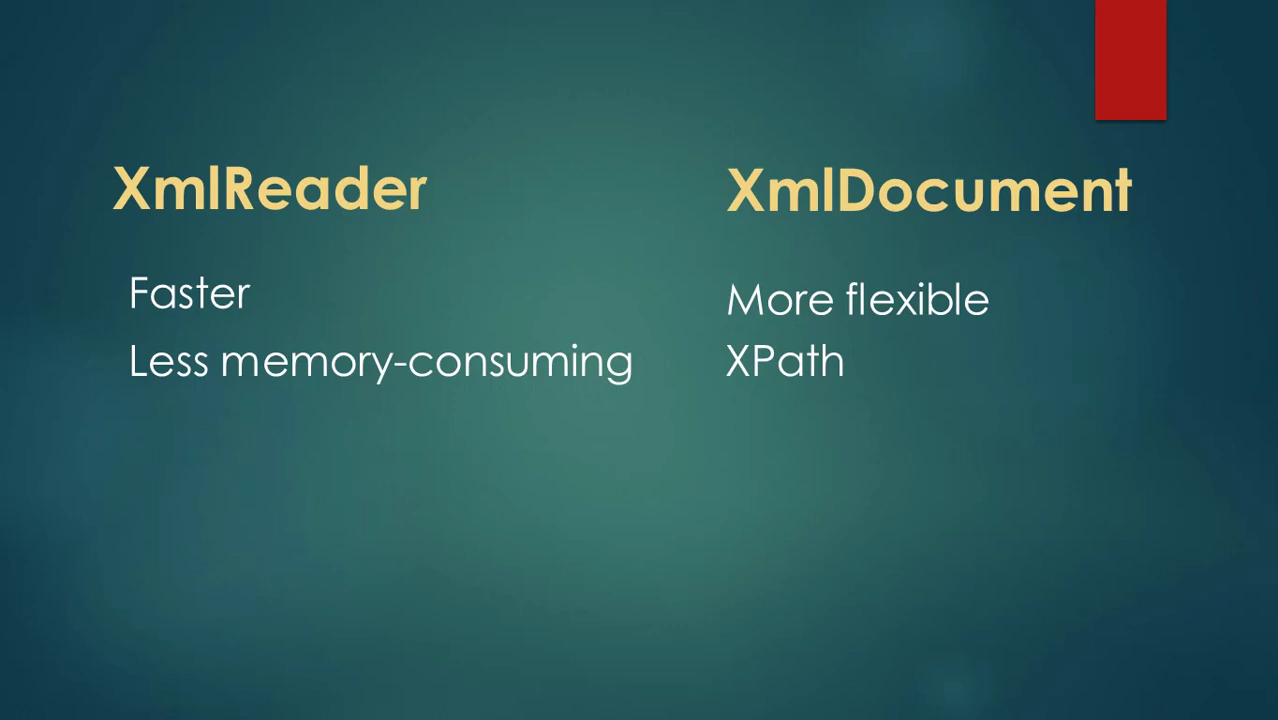 XmlReader
Faster
Less memory-consuming
XmlDocument
More flexible
XPath